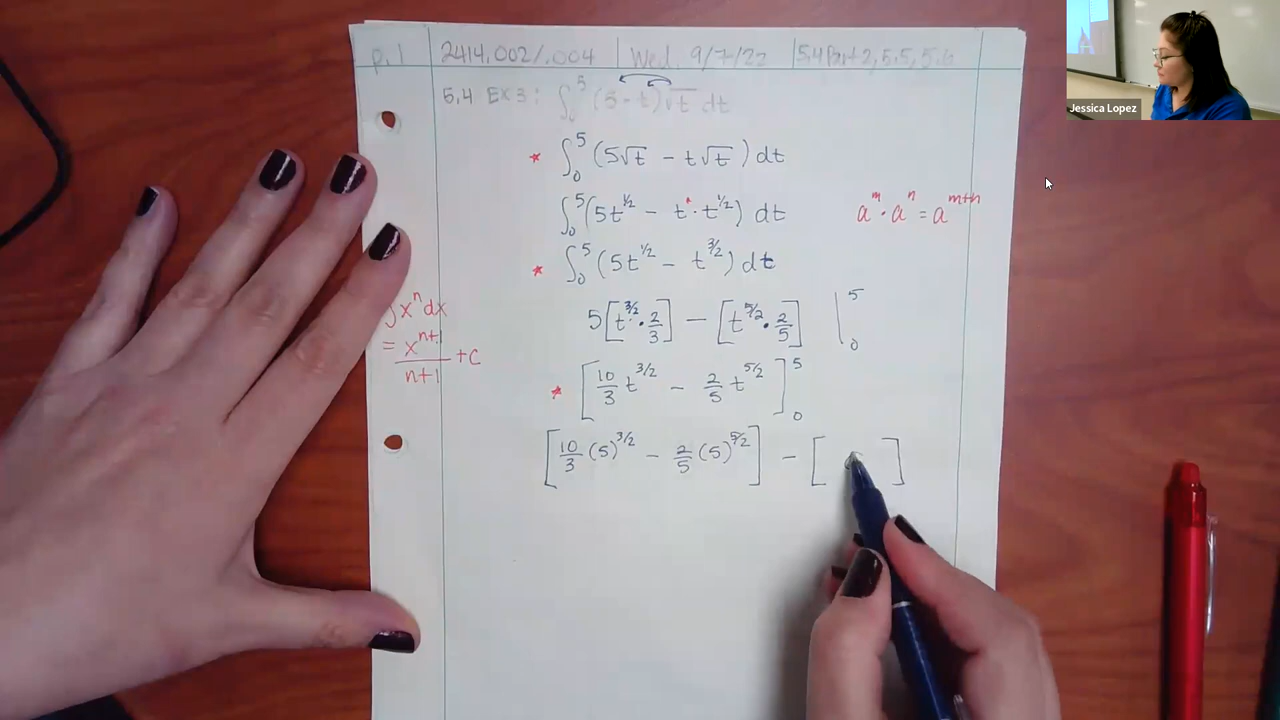 p. 1 2414.002/.004 Wed. 9/7/22 5.4 Part 2, 5.5, 5.6
5.4 Ex 3: ∫₀⁵ (5 - t)√t dt
* ∫₀⁵ (5√t - t√t) dt
∫₀⁵ (5t^1/2 - t · t^1/2) dt
a^m · a^n = a^m+n
* ∫₀⁵ (5t^1/2 - t^3/2) dt
∫x^n dx
= x^n+1 / n+1 + C
5[t^3/2 · 2/3] - [t^5/2 · 2/5] |₀⁵
* [10/3 t^3/2 - 2/5 t^5/2]₀⁵
[10/3 (5)^3/2 - 2/5 (5)^5/2] - [ ]
Jessica Lopez